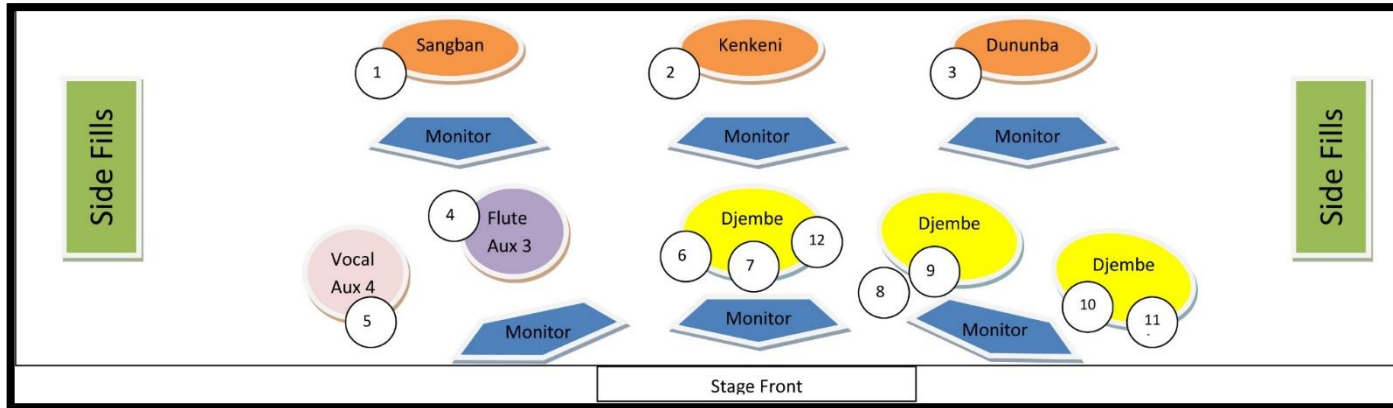 Sangban
Kenkeni
Dununba
1
2
3
Side Fills
Monitor
Monitor
Monitor
Side Fills
4
Flute
Aux 3
Djembe
12
Djembe
6
7
9
8
Vocal
Aux 4
5
Djembe
10
11
Monitor
Monitor
Monitor
Stage Front